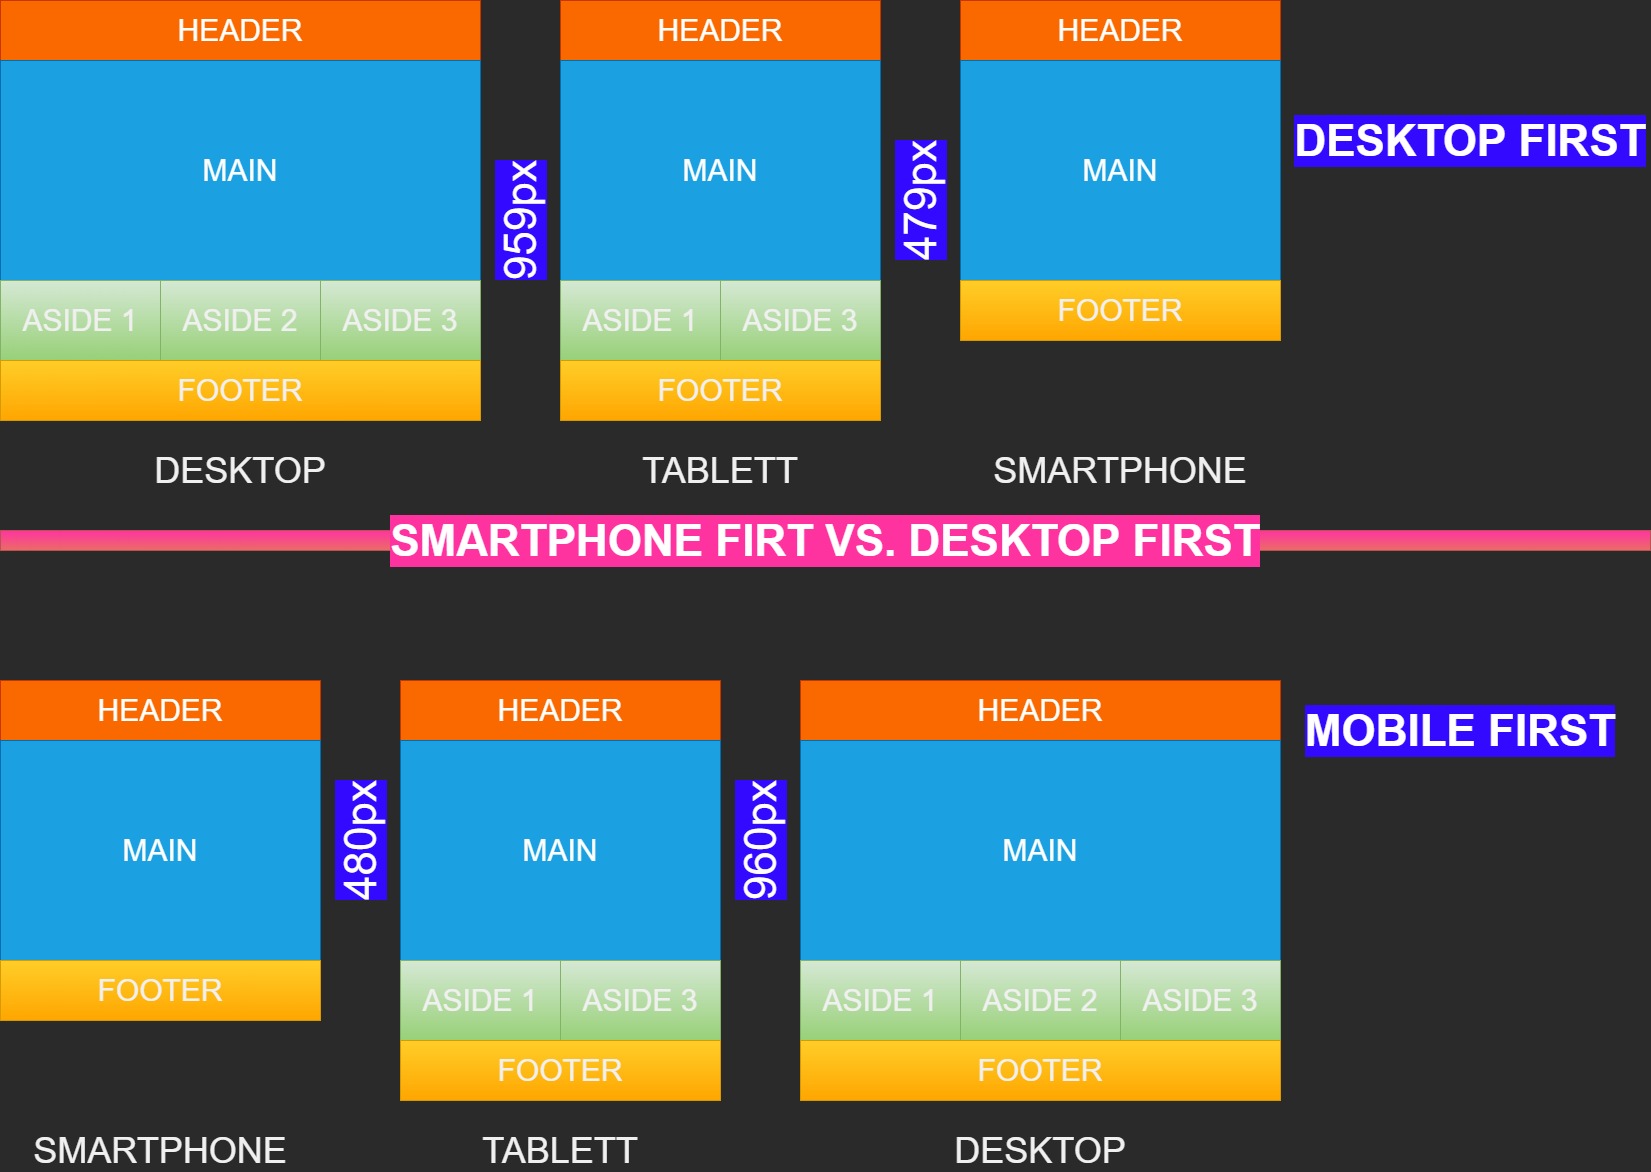 HEADER
MAIN
ASIDE 1
ASIDE 2
ASIDE 3
FOOTER
DESKTOP
959px
HEADER
MAIN
ASIDE 1
ASIDE 3
FOOTER
TABLETT
479px
HEADER
MAIN
FOOTER
SMARTPHONE
DESKTOP FIRST
SMARTPHONE FIRT VS. DESKTOP FIRST
HEADER
MAIN
FOOTER
SMARTPHONE
480px
HEADER
MAIN
ASIDE 1
ASIDE 3
FOOTER
TABLETT
960px
HEADER
MAIN
ASIDE 1
ASIDE 2
ASIDE 3
FOOTER
DESKTOP
MOBILE FIRST